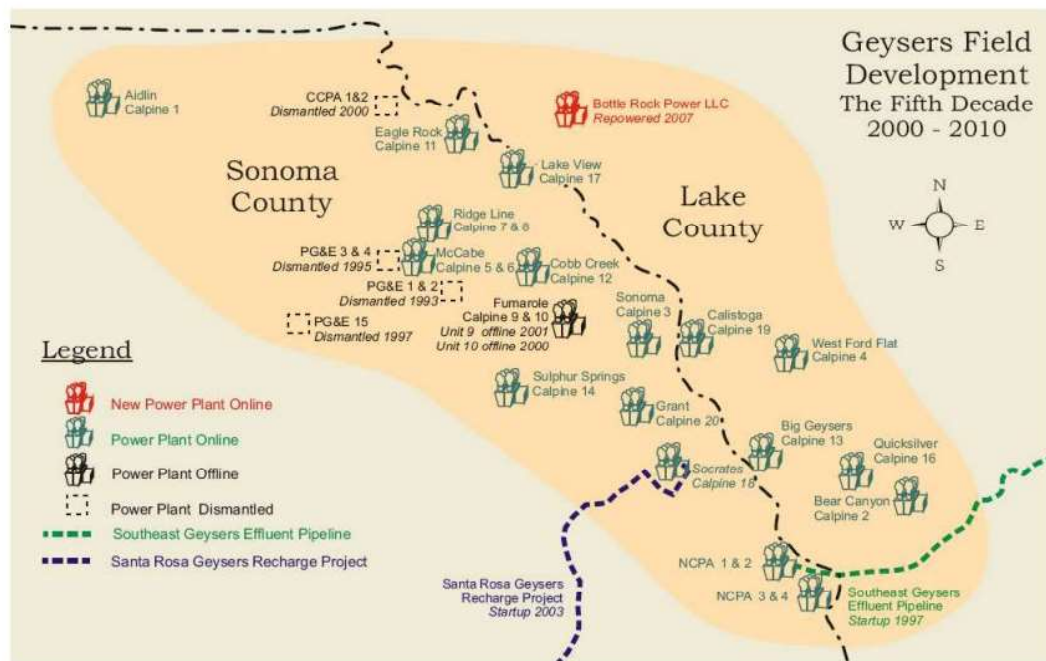 Geysers Field
Development
The Fifth Decade
2000 - 2010
Aidlin
Calpine 1
CCPA 1&2
Dismantled 2000
Eagle Rock
Calpine 11
Bottle Rock Power LLC
Repowered 2007
Lake View
Calpine 17
Sonoma
County
Lake
County
N
W
E
S
Ridge Line
Calpine 7 & 8
PG&E 3 & 4
Dismantled 1995
McCabe
Calpine 5 & 6
Cobb Creek
Calpine 12
PG&E 1 & 2
Dismantled 1993
Fumarole
Calpine 9 & 10
Unit 9 offline 2001
Unit 10 offline 2000
PG&E 15
Dismantled 1997
Sonoma
Calpine 3
Calistoga
Calpine 19
West Ford Flat
Calpine 4
Sulphur Springs
Calpine 14
Grant
Calpine 20
Big Geysers
Calpine 13
Quicksilver
Calpine 16
Socrates
Calpine 18
Bear Canyon
Calpine 2
NCPA 1 & 2
NCPA 3 & 4
Southeast Geysers
Effluent Pipeline
Startup 1997
Santa Rosa Geysers
Recharge Project
Startup 2003
Legend
New Power Plant Online
Power Plant Online
Power Plant Offline
Power Plant Dismantled
Southeast Geysers Effluent Pipeline
Santa Rosa Geysers Recharge Project